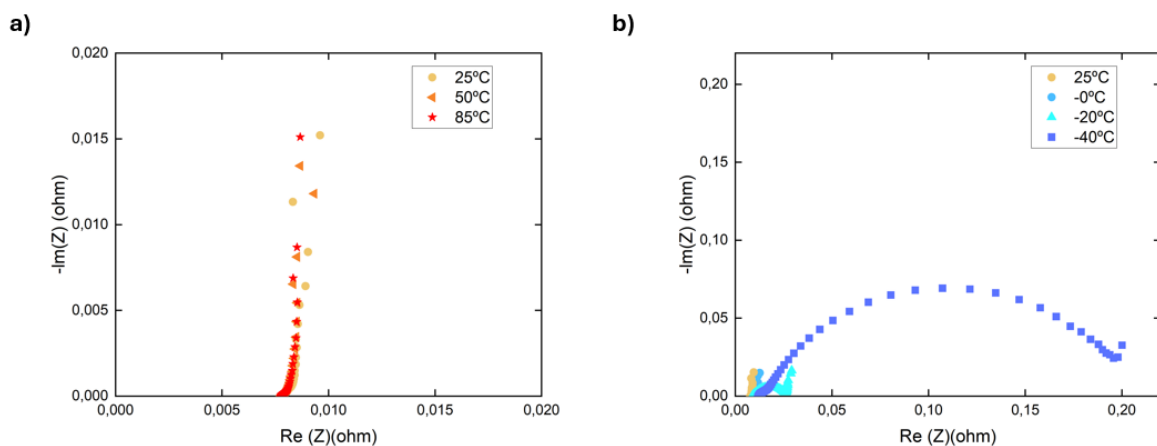 a)
0,020
0,015
0,010
0,005
0,000
-Im(Z) (ohm)
25ºC
50ºC
85ºC
0,000 0,005 0,010 0,015 0,020
Re (Z)(ohm)
b)
0,20
0,15
0,10
0,05
0,00
-Im(Z) (ohm)
25ºC
-0ºC
-20ºC
-40ºC
0,00 0,05 0,10 0,15 0,20
Re (Z)(ohm)